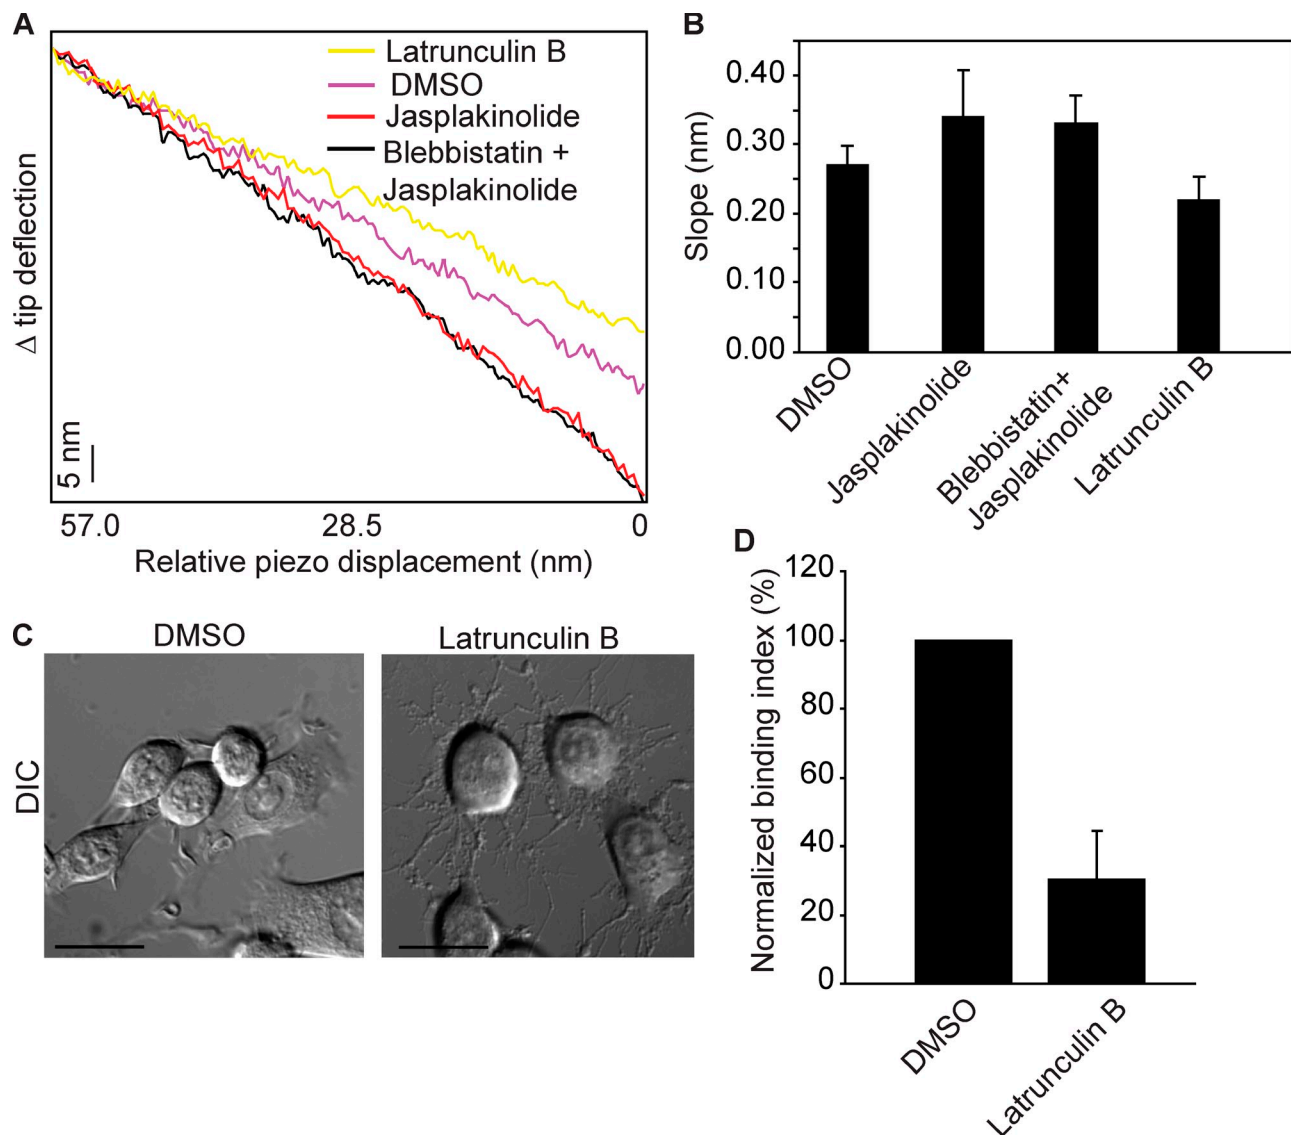 A
Latrunculin B
DMSO
Jasplakinolide
Blebbistatin +
Jasplakinolide
Δ tip deflection
5 nm
57.0
28.5
0
Relative piezo displacement (nm)
B
Slope (nm)
0.40
0.30
0.20
0.10
0.00
DMSO
Jasplakinolide
Blebbistatin+
Jasplakinolide
Latrunculin B
C
DMSO
Latrunculin B
DIC
D
Normalized binding index (%)
120
100
80
60
40
20
0
DMSO
Latrunculin B